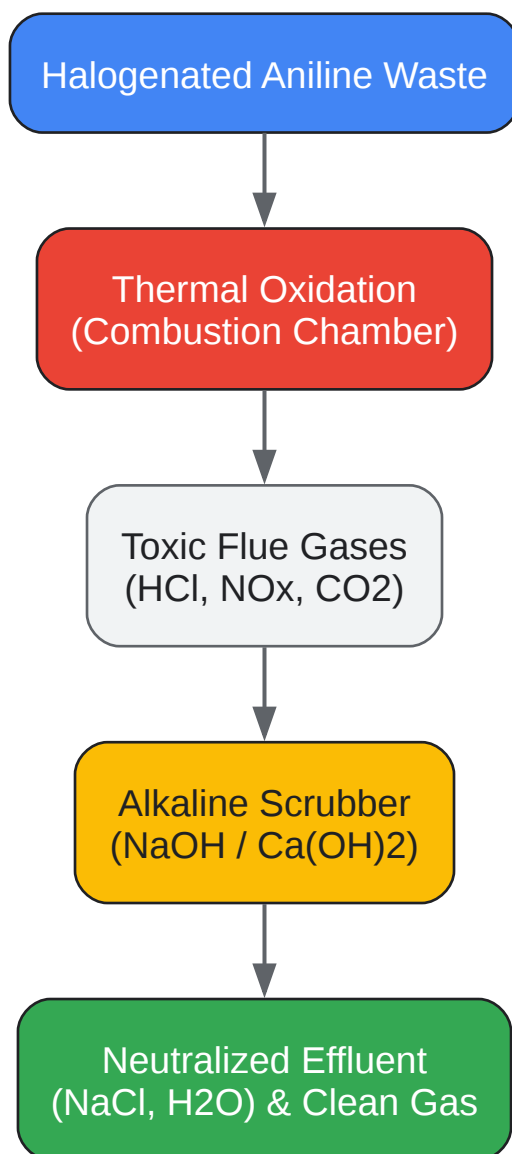 Halogenated Aniline Waste
Thermal Oxidation
(Combustion Chamber)
Toxic Flue Gases
(HCl, NOx, CO2)
Alkaline Scrubber
(NaOH / Ca(OH)2)
Neutralized Effluent
(NaCl, H2O) & Clean Gas